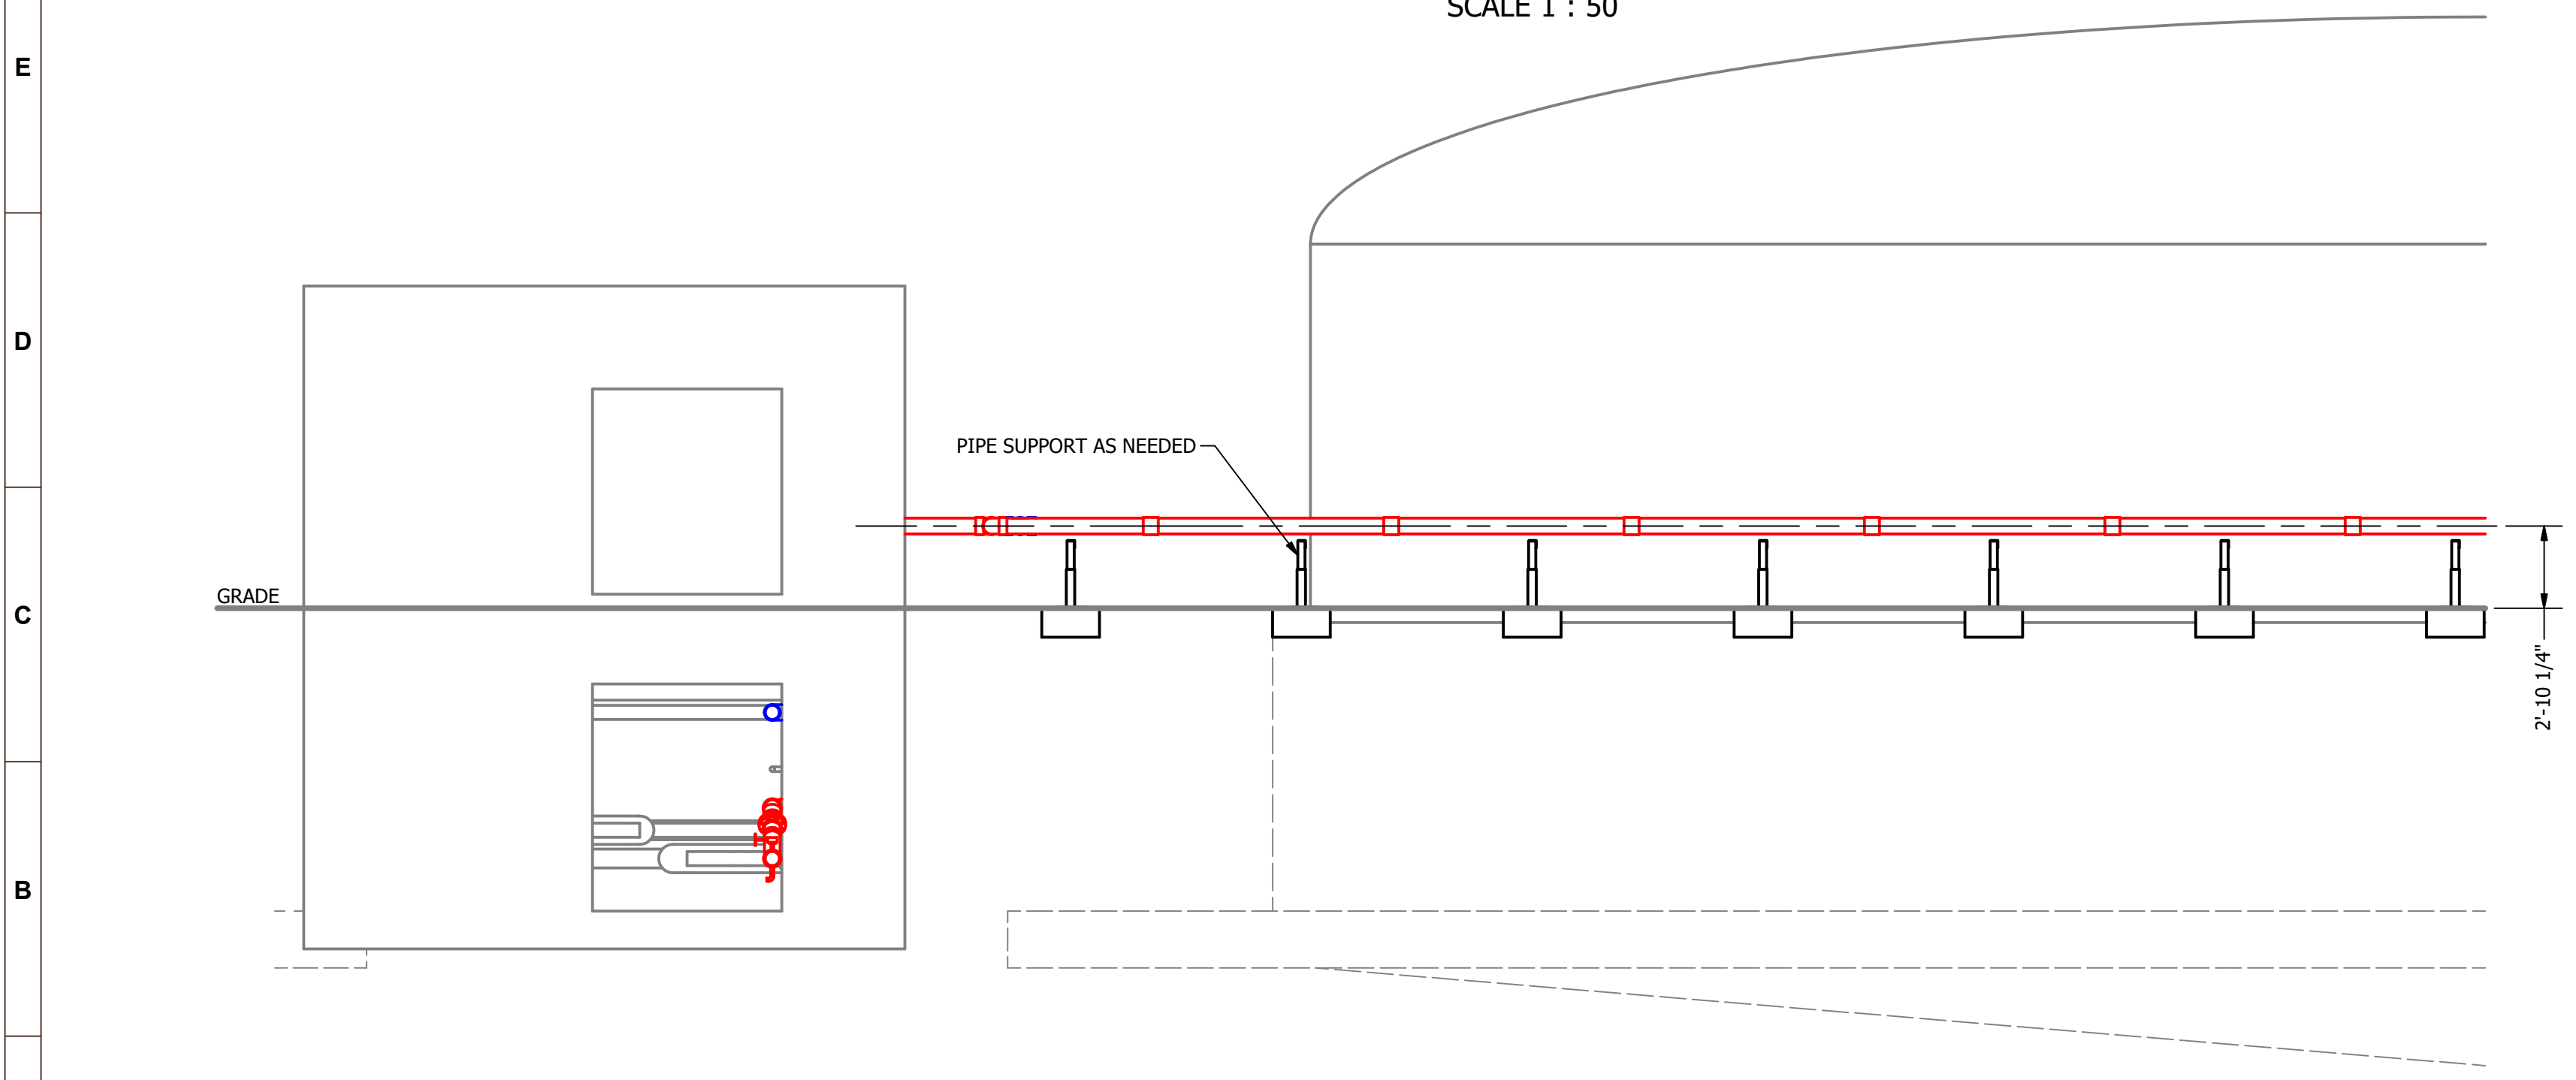 SCALE 1 : 50
E
D
PIPE SUPPORT AS NEEDED
GRADE
C
2'-10 1/4"
B